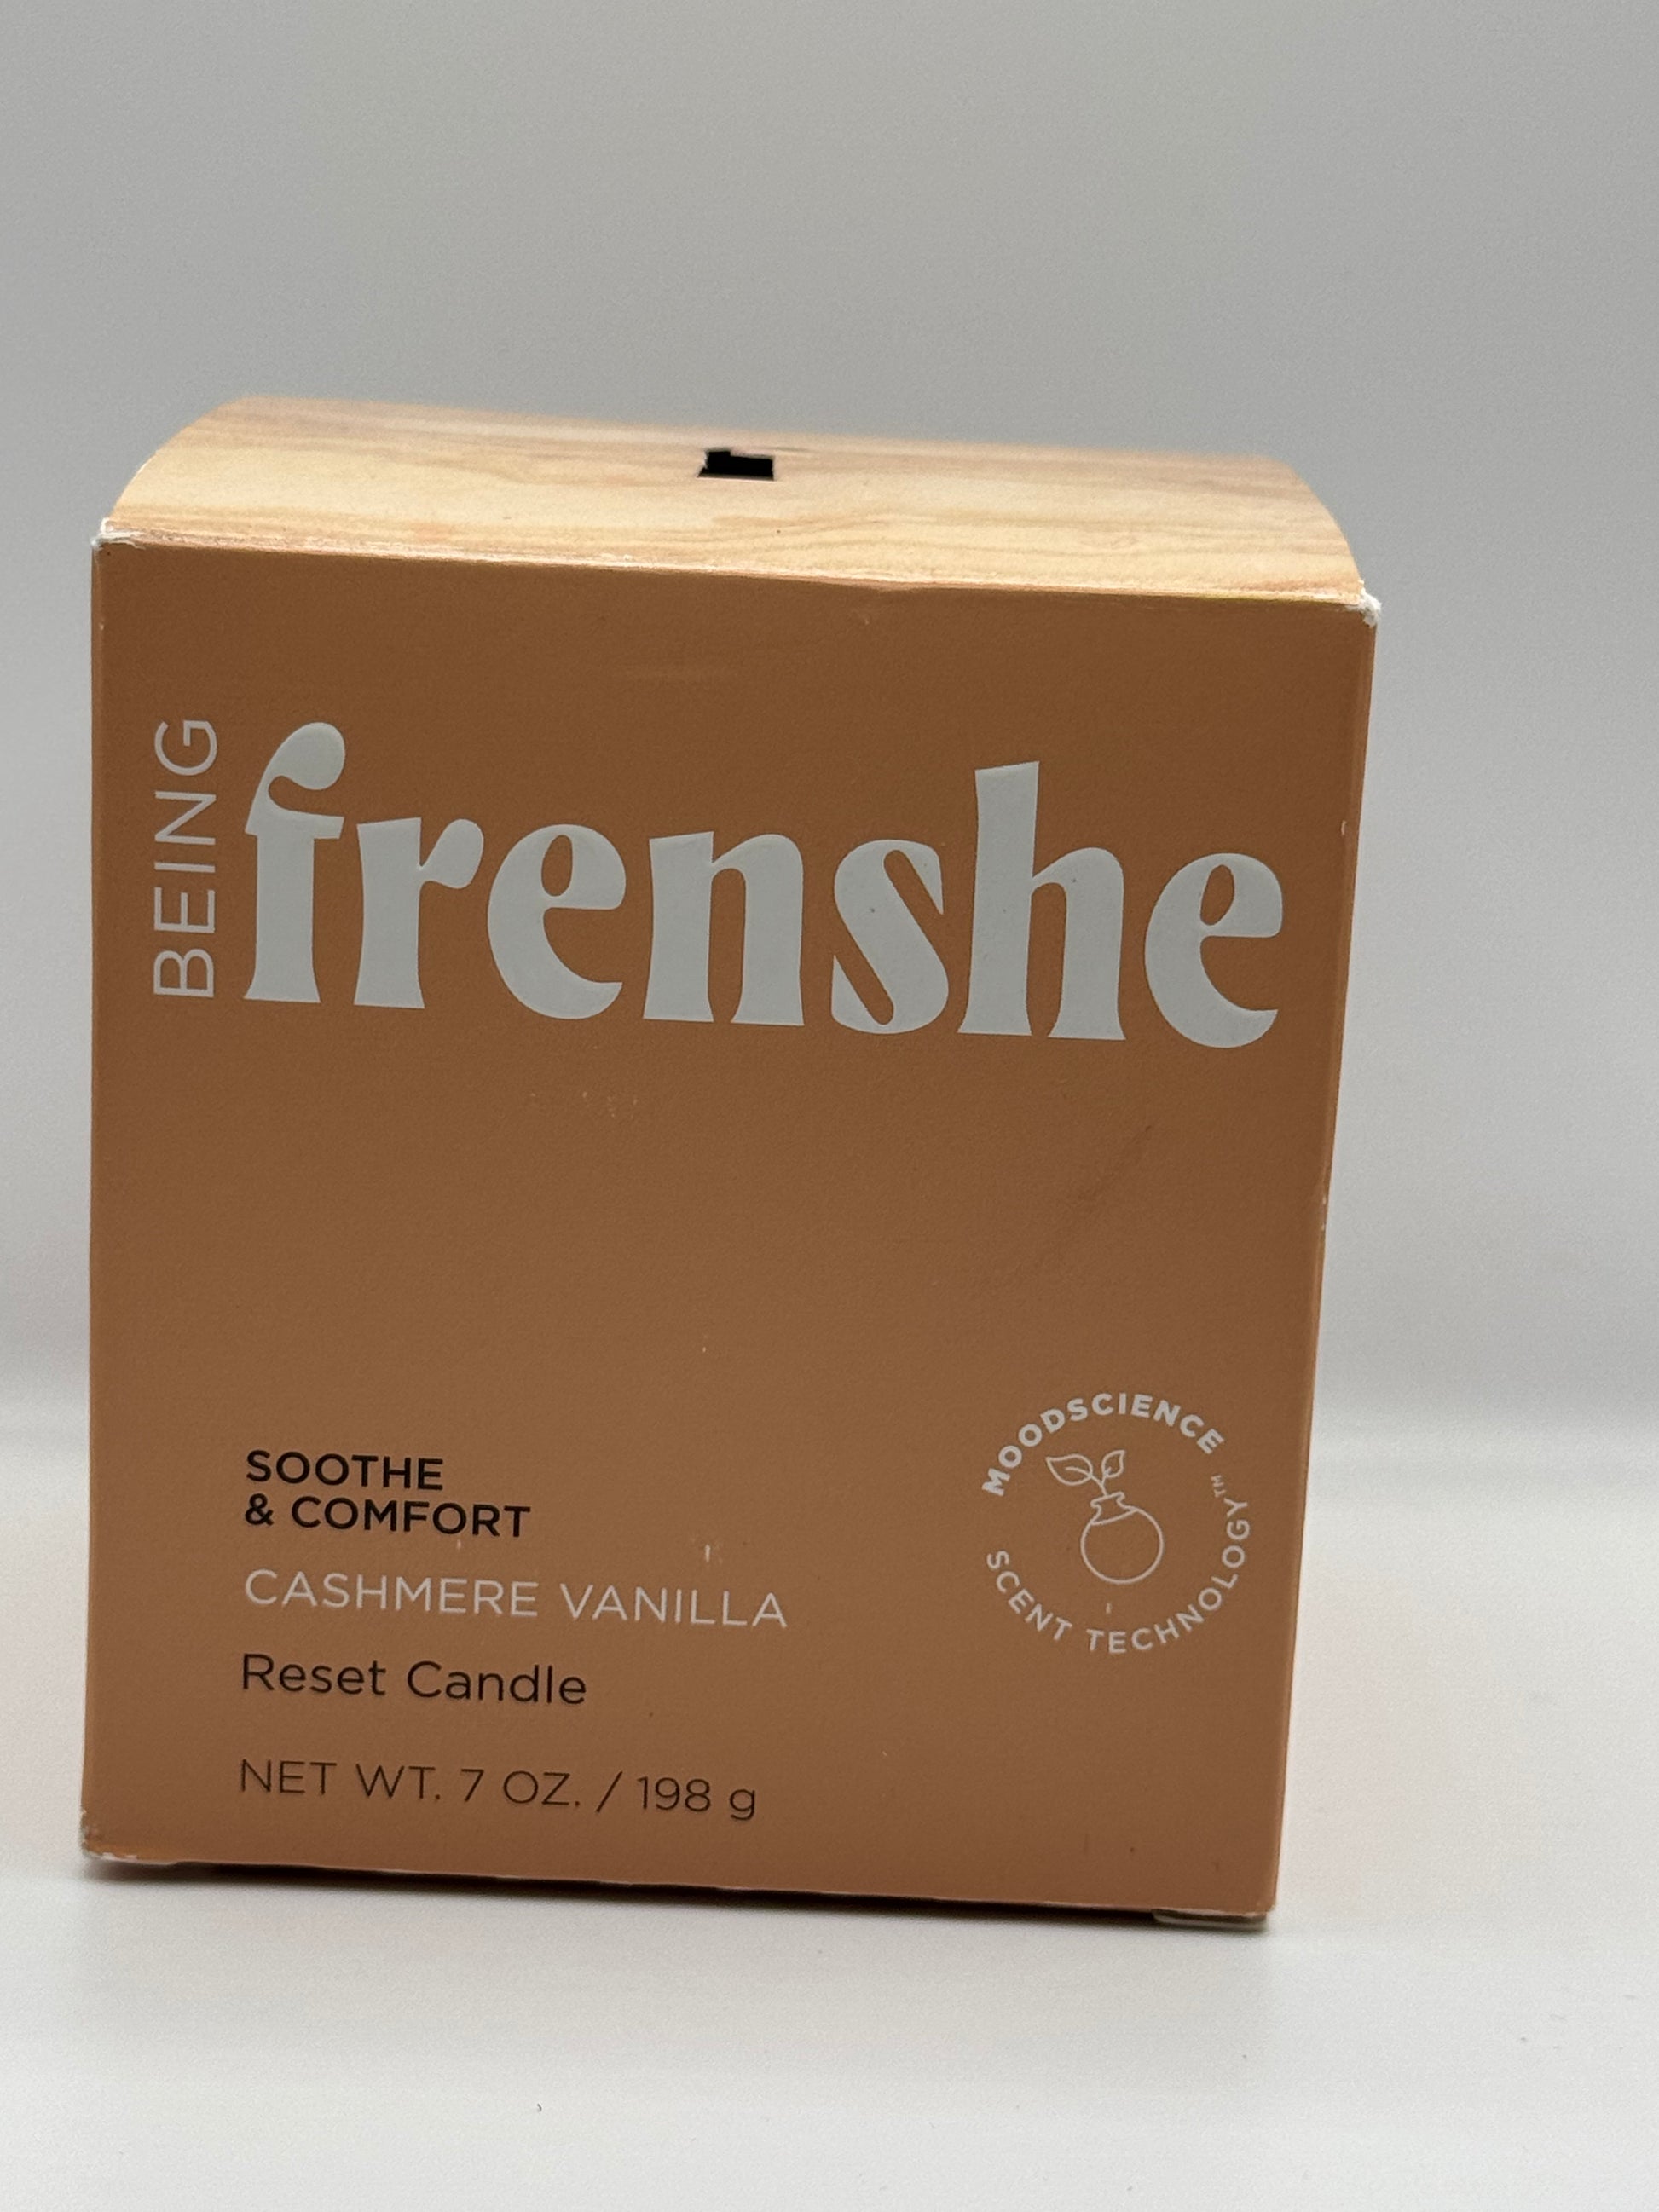 BEING
frenshe
SOOTHE
& COMFORT
CASHMERE VANILLA
Reset Candle
NET WT. 7 OZ. / 198 g
MOODSCIENCE
SCENT TECHNOLOGY™